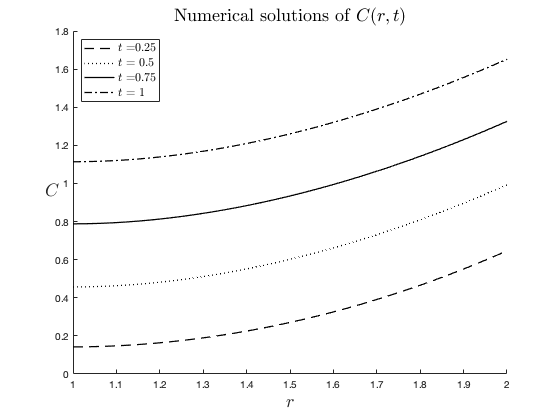 Numerical solutions of C(r, t)
t =0.25
t = 0.5
t =0.75
t = 1
1.8
1.6
1.4
1.2
C 1
0.8
0.6
0.4
0.2
0
1 1.1 1.2 1.3 1.4 1.5 1.6 1.7 1.8 1.9 2
r